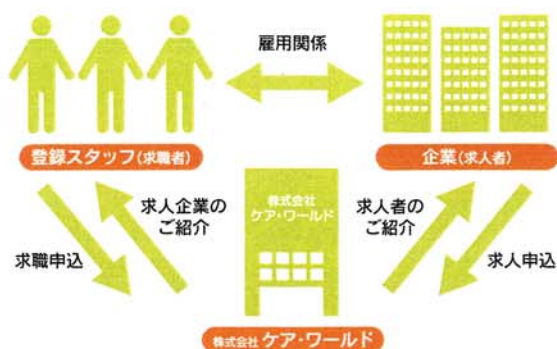 雇用関係
登録スタッフ(求職者)
企業(求人者)
求人企業の
ご紹介
求職申込
株式会社
ケア・ワールド
求人者の
ご紹介
求人申込
株式会社 ケア・ワールド